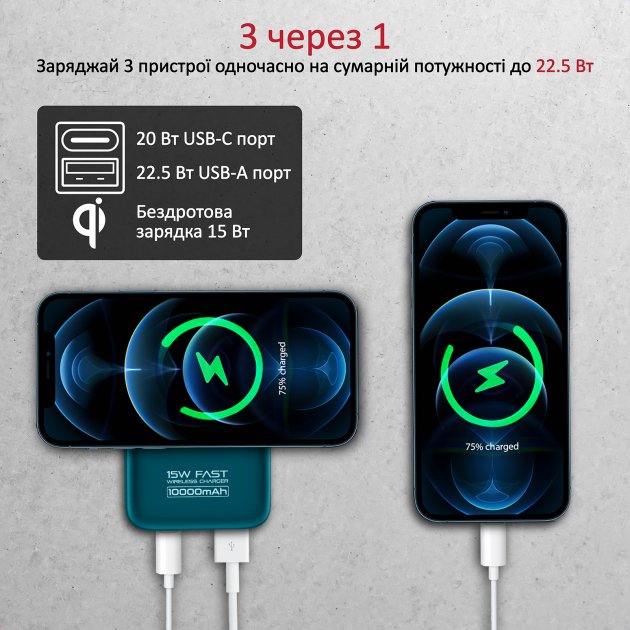 3 через 1
Заряджай 3 пристрої одночасно на сумарній потужності до 22.5 Вт
20 Вт USB-C порт
22.5 Вт USB-A порт
qi
Бездротова
зарядка 15 Вт
75% charged
75% charged
15W FAST
WIRELESS CHARGER
10000mAh